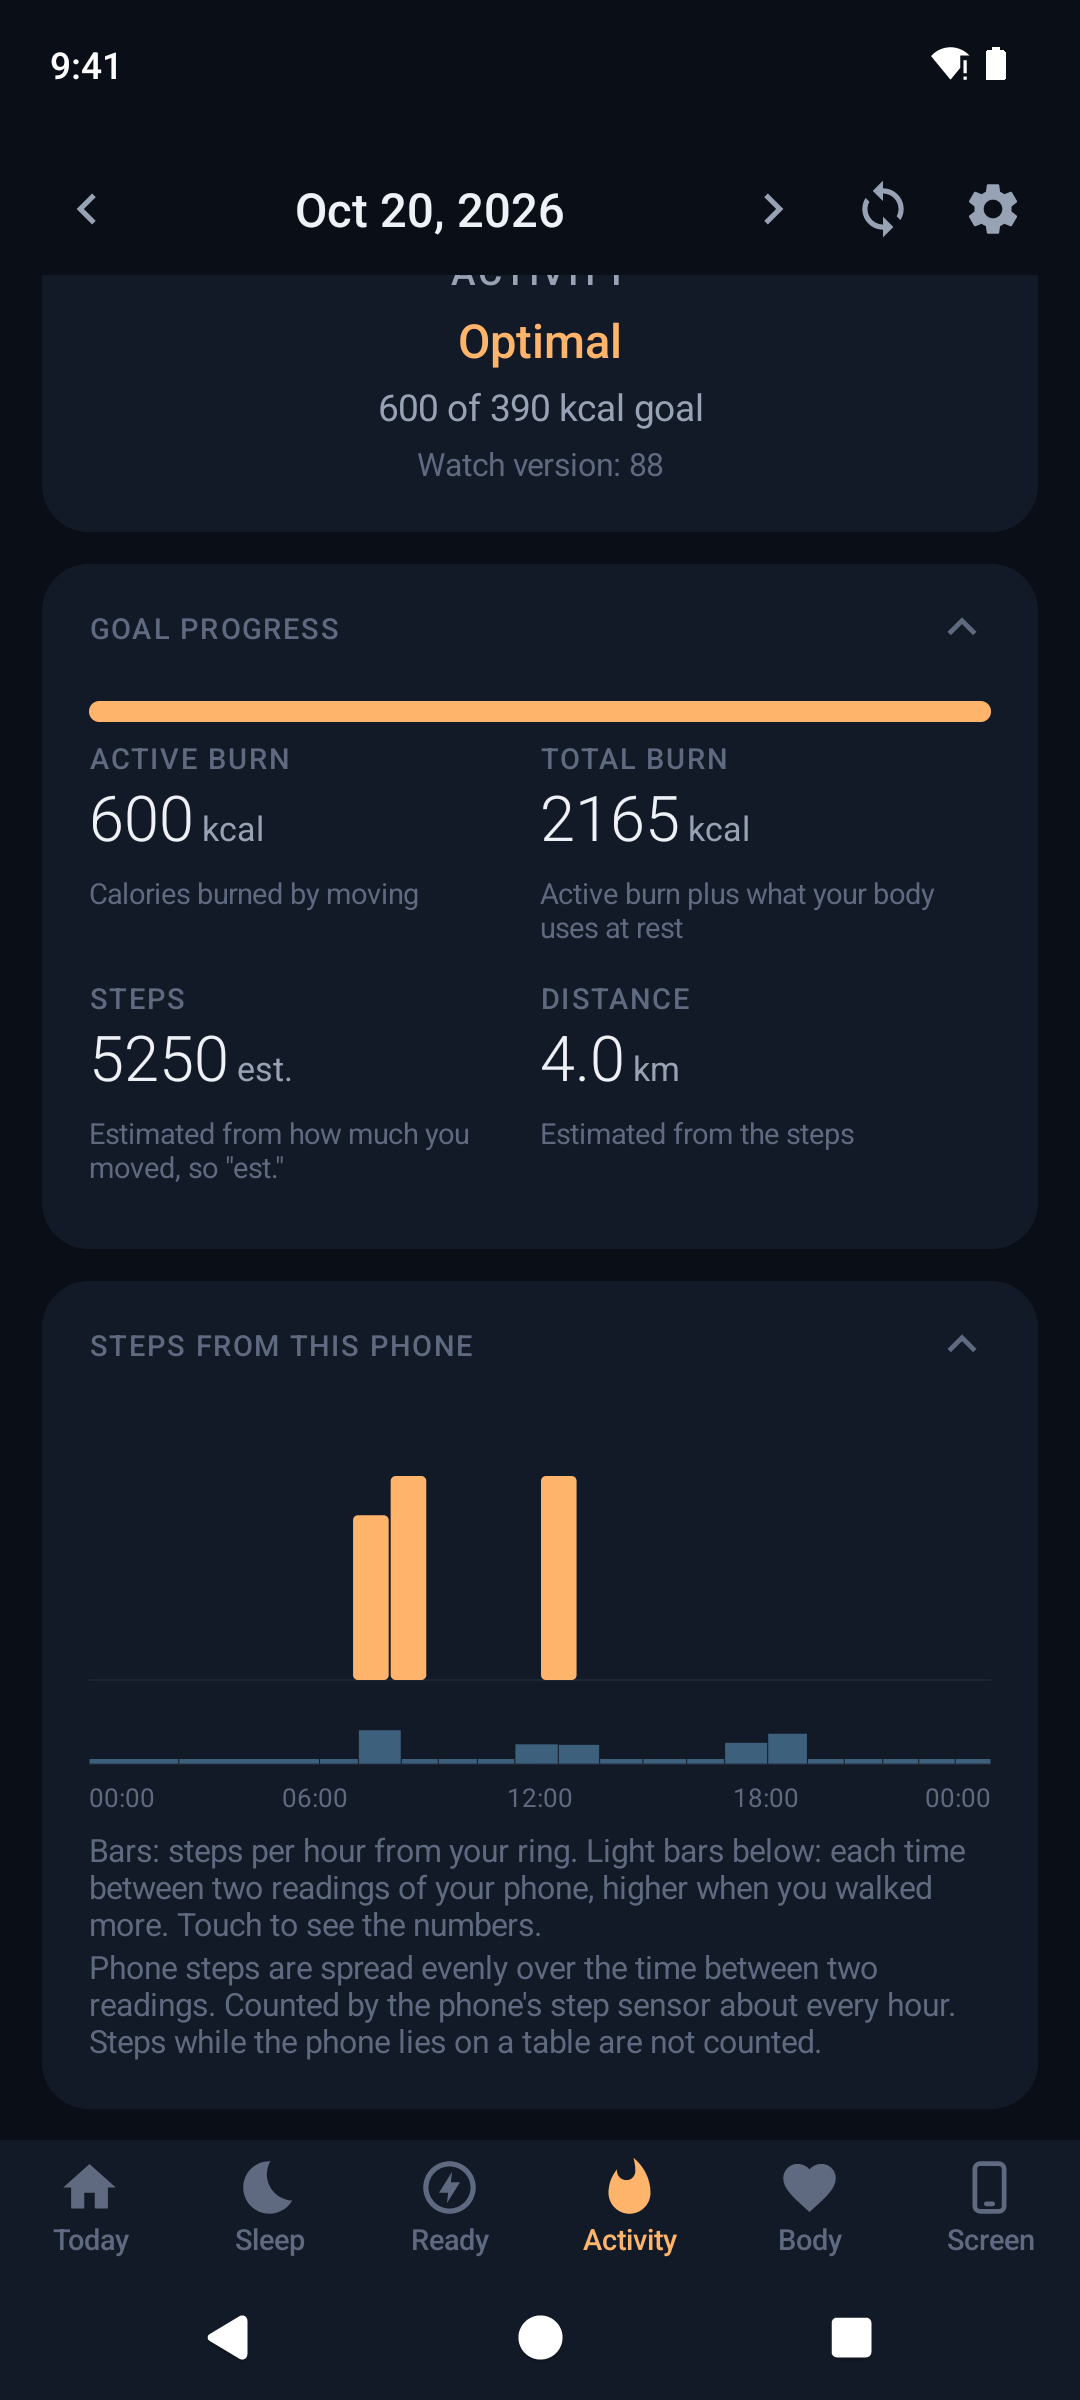 9:41
Oct 20, 2026
ACTIVITY
Optimal
600 of 390 kcal goal
Watch version: 88
GOAL PROGRESS
ACTIVE BURN
TOTAL BURN
600 kcal
2165 kcal
Calories burned by moving
Active burn plus what your body
uses at rest
STEPS
DISTANCE
5250 est.
4.0 km
Estimated from how much you
moved, so "est."
Estimated from the steps
STEPS FROM THIS PHONE
00:00 06:00 12:00 18:00 00:00
Bars: steps per hour from your ring. Light bars below: each time
between two readings of your phone, higher when you walked
more. Touch to see the numbers.
Phone steps are spread evenly over the time between two
readings. Counted by the phone's step sensor about every hour.
Steps while the phone lies on a table are not counted.
Today Sleep Ready Activity Body Screen